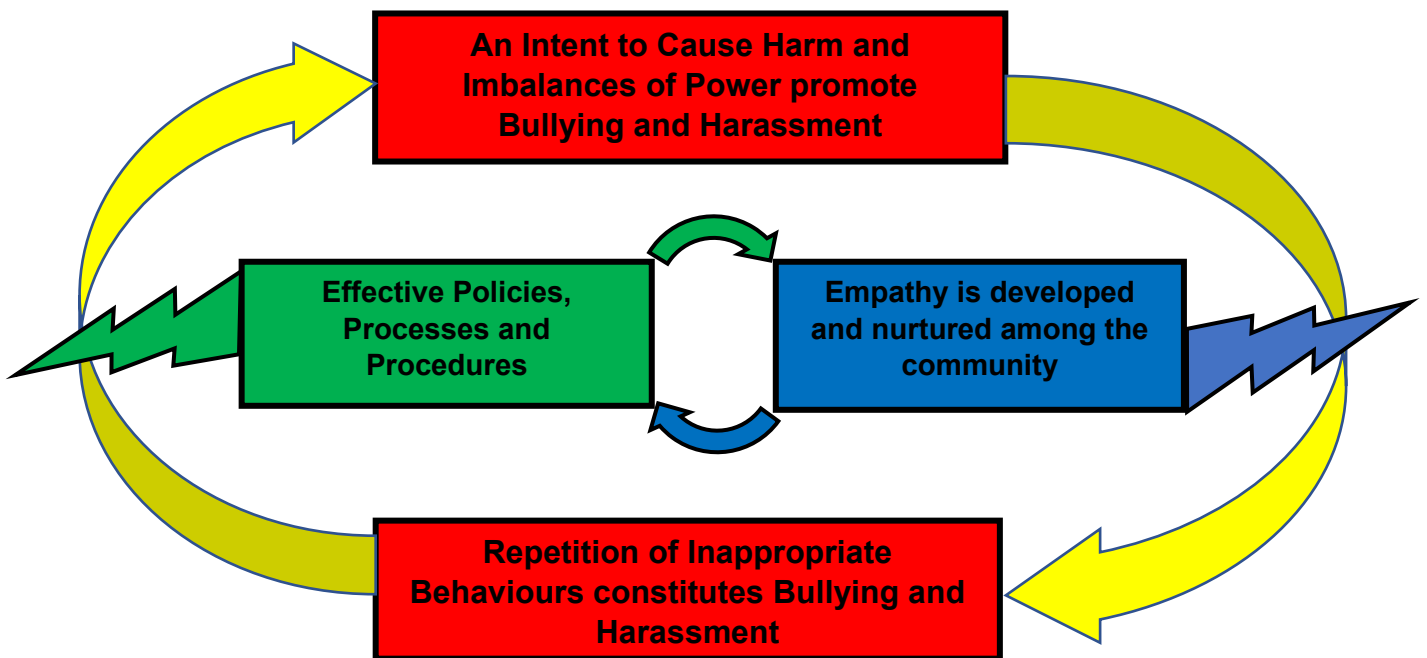 An Intent to Cause Harm and
Imbalances of Power promote
Bullying and Harassment
Effective Policies,
Processes and
Procedures
Empathy is developed
and nurtured among the
community
Repetition of Inappropriate
Behaviours constitutes Bullying and
Harassment